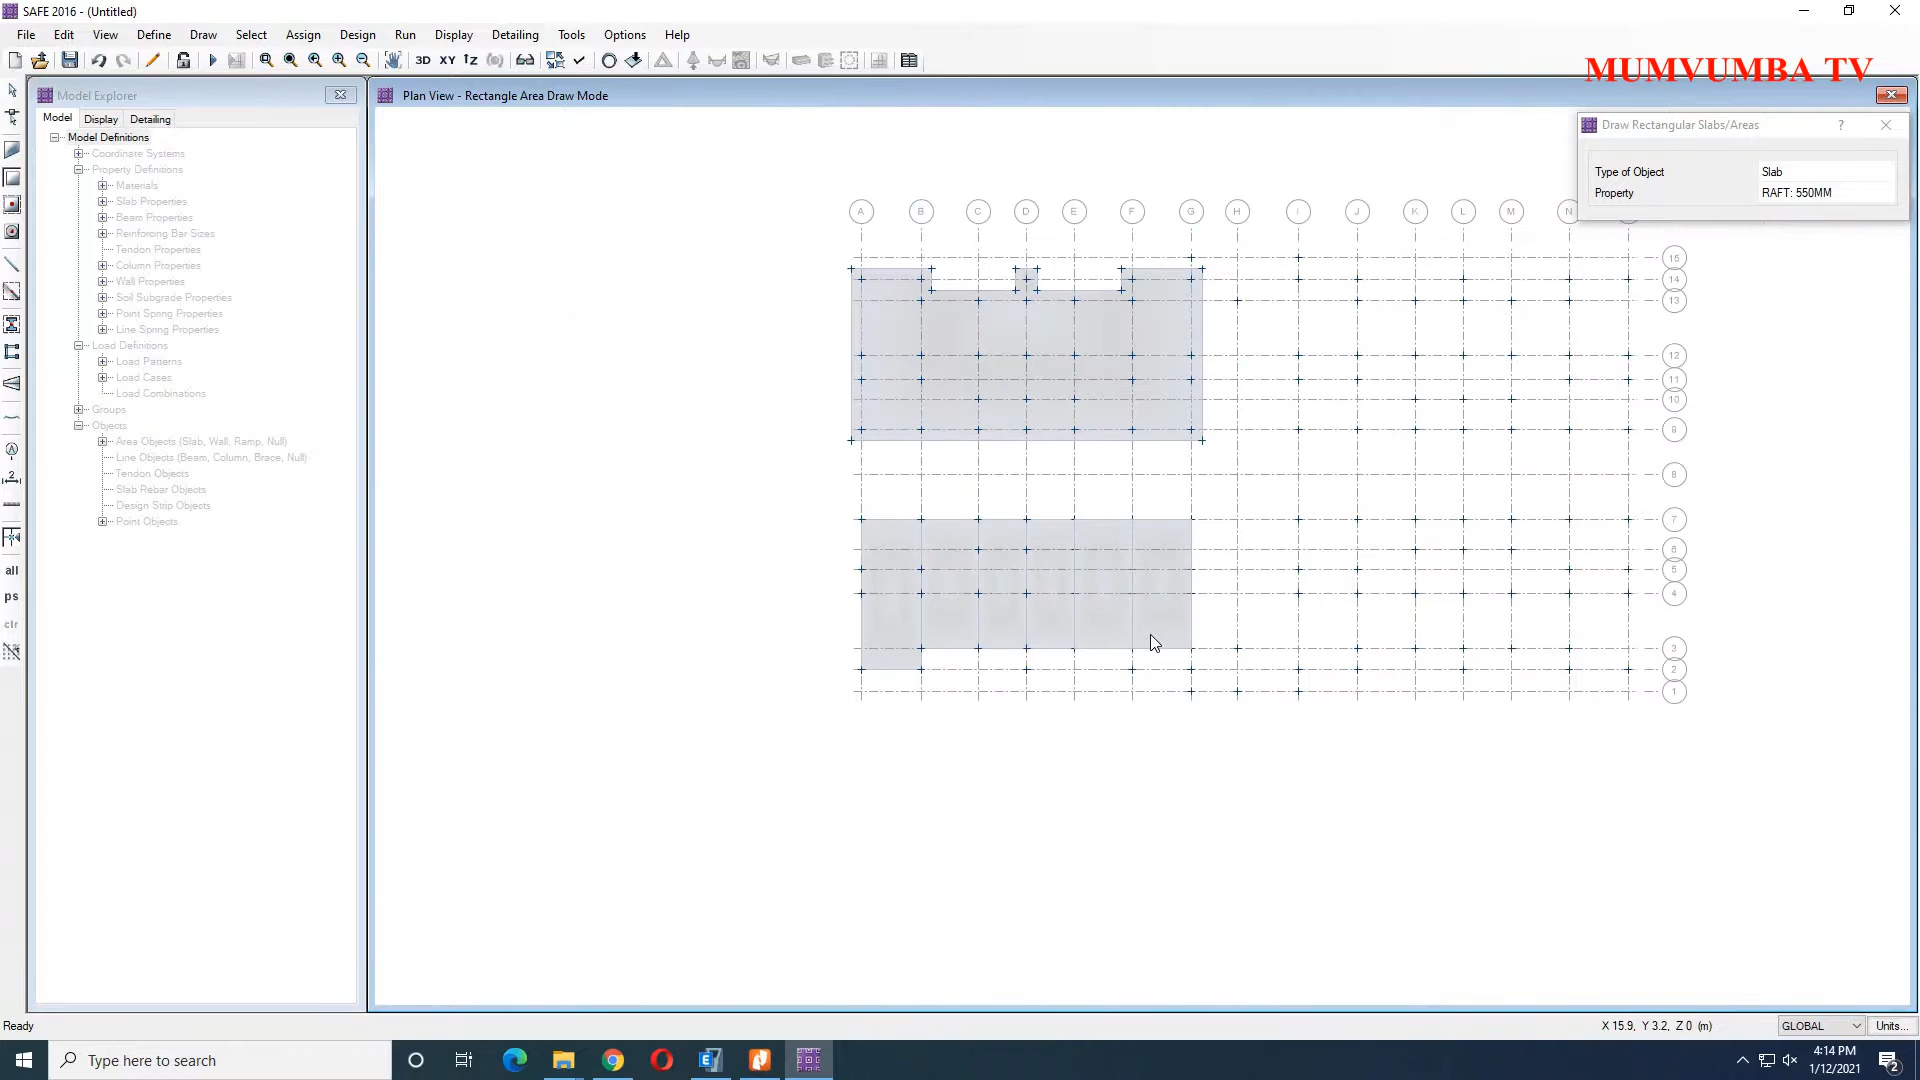 SAFE 2016 - (Untitled)
File Edit View Define Draw Select Assign Design Run Display Detailing Tools Options Help
3D XY
MUMVUMBA TV
Model Explorer
Plan View - Rectangle Area Draw Mode
Model Display Detailing
Draw Rectangular Slabs/Areas ?
Model Definitions
Coordinate Systems
Property Definitions
Materials
Slab Properties
Beam Properties
Reinforcing Bar Sizes
Tendon Properties
Column Properties
Wall Properties
Soil Subgrade Properties
Point Spring Properties
Line Spring Properties
Load Definitions
Load Patterns
Load Cases
Load Combinations
Groups
Objects
Area Objects (Slab, Wall, Ramp, Null)
Line Objects (Beam, Column, Brace, Null)
Tendon Objects
Slab Rebar Objects
Design Strip Objects
Point Objects
Type of Object Slab
Property RAFT: 550MM
A B C D E F G H I J K L M N
15
14
13
12
11
10
9
8
7
6
5
4
3
2
1
all
ps
clr
Ready
X 15.9, Y 3.2, Z 0 (m)
GLOBAL
Units...
Type here to search
4:14 PM
1/12/2021
2